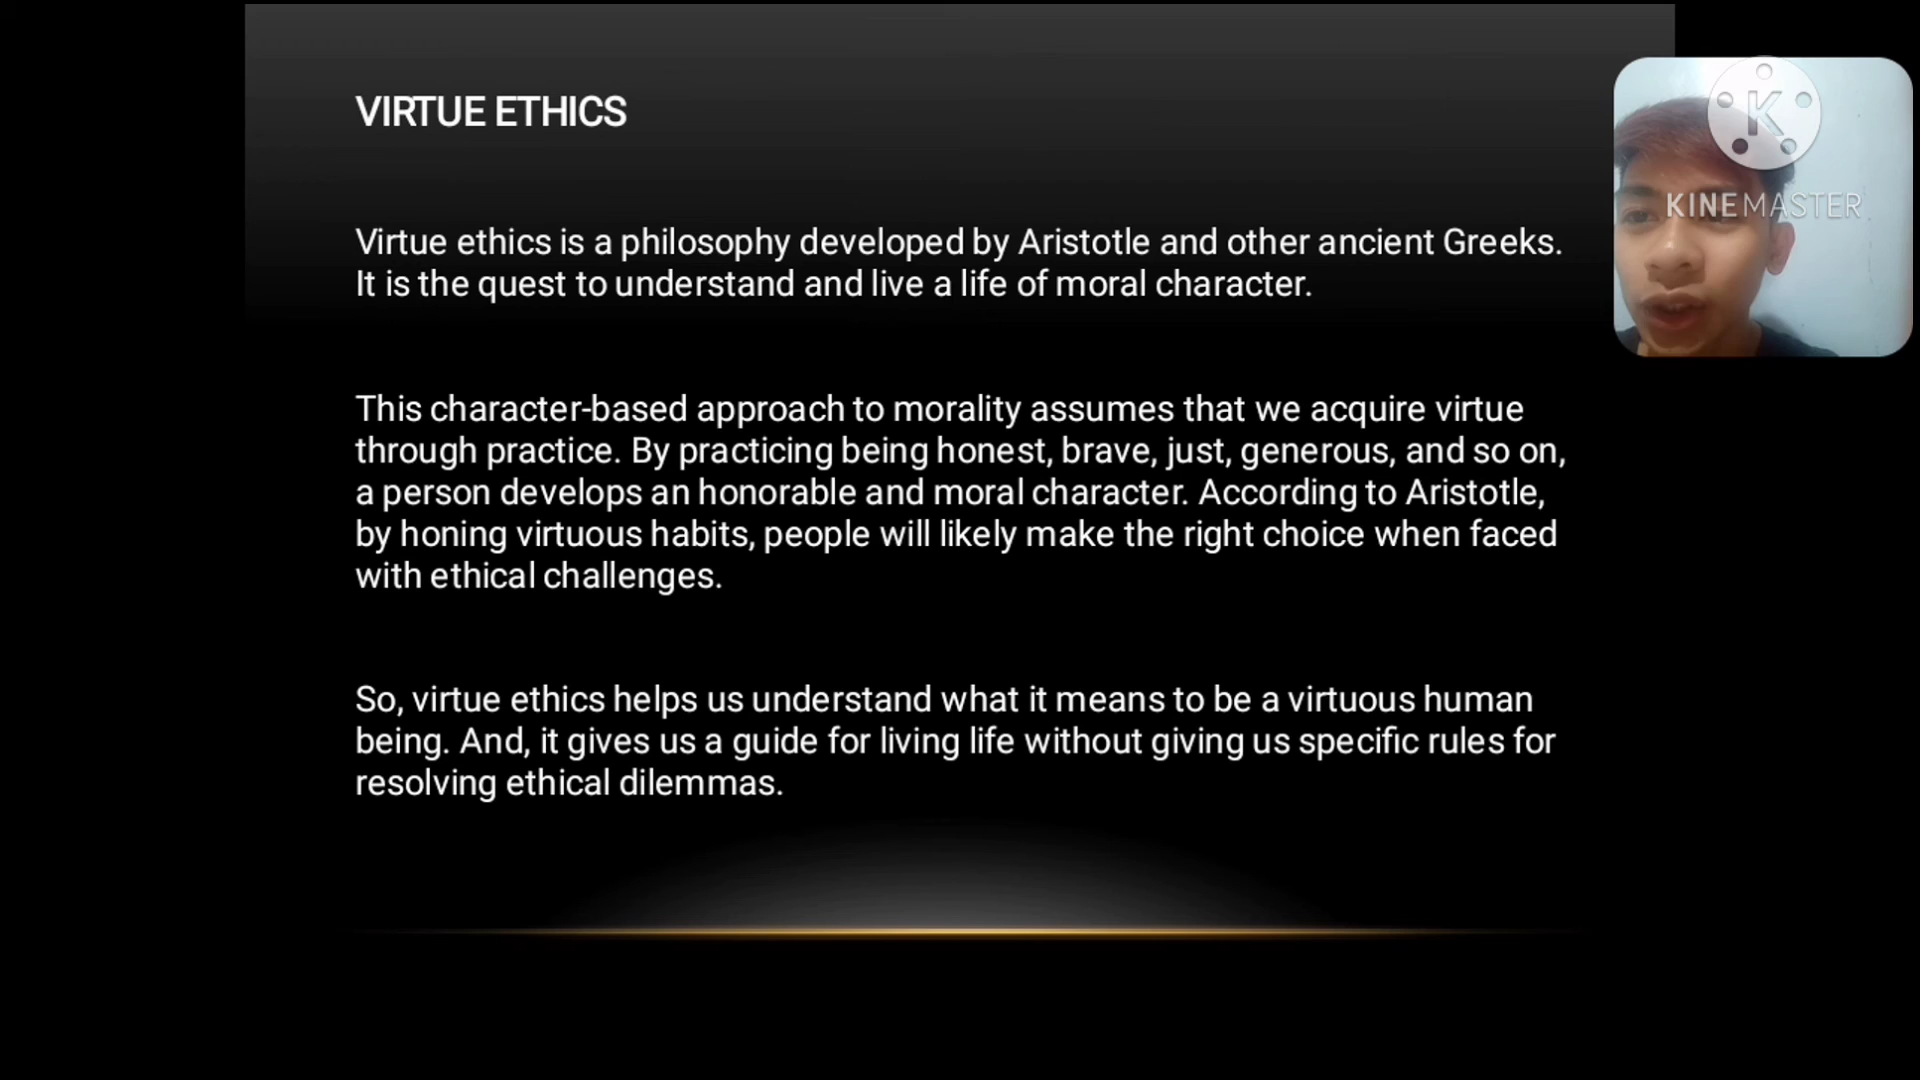 VIRTUE ETHICS
Virtue ethics is a philosophy developed by Aristotle and other ancient Greeks.
It is the quest to understand and live a life of moral character.
This character-based approach to morality assumes that we acquire virtue
through practice. By practicing being honest, brave, just, generous, and so on,
a person develops an honorable and moral character. According to Aristotle,
by honing virtuous habits, people will likely make the right choice when faced
with ethical challenges.
So, virtue ethics helps us understand what it means to be a virtuous human
being. And, it gives us a guide for living life without giving us specific rules for
resolving ethical dilemmas.
K
KINEMASTER